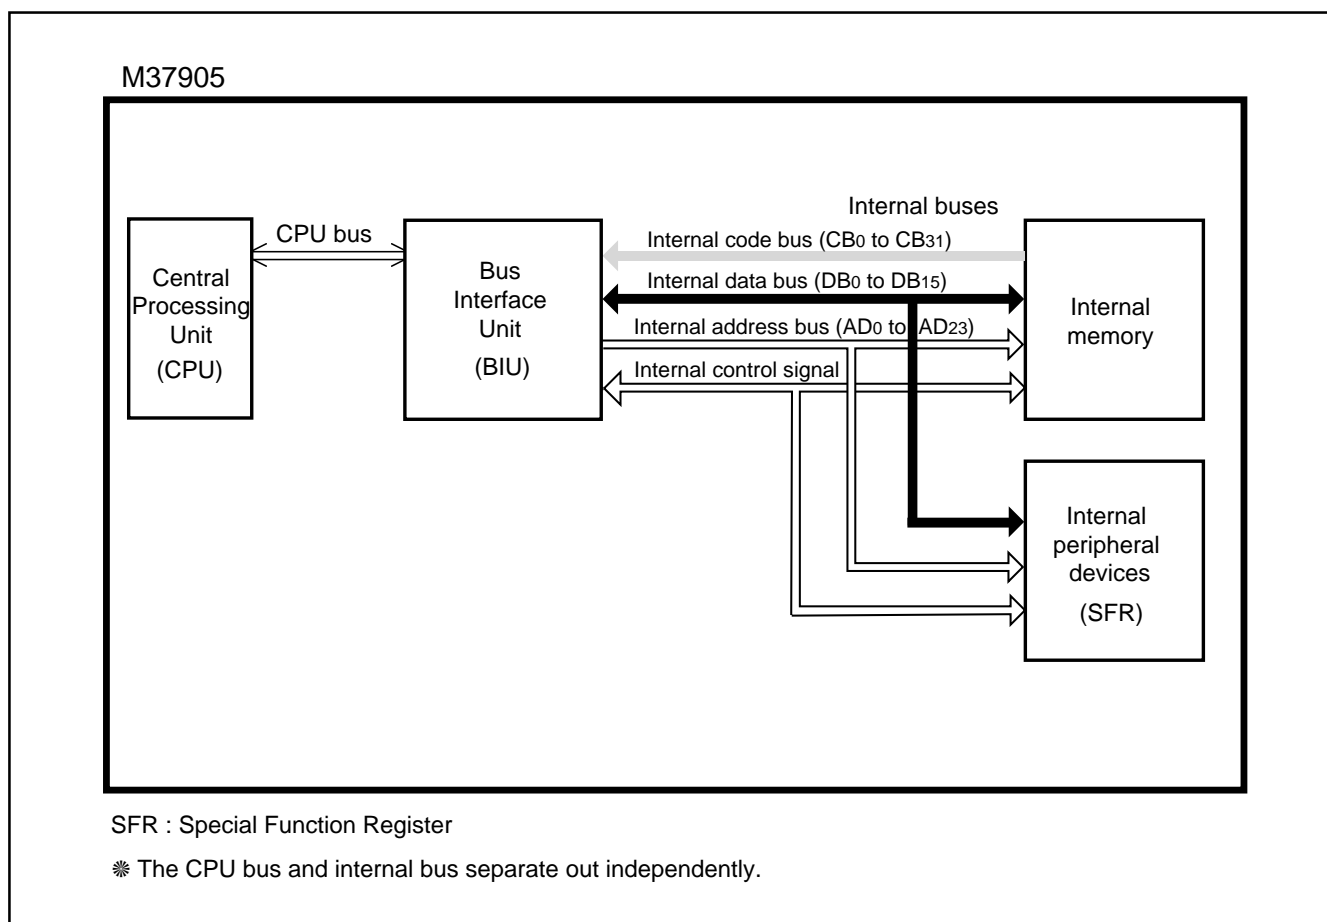 M37905
Internal buses
CPU bus
Internal code bus (CB0 to CB31)
Internal data bus (DB0 to DB15)
Internal address bus (AD0 to AD23)
Internal control signal
Central
Processing
Unit
(CPU)
Bus
Interface
Unit
(BIU)
Internal
memory
Internal
peripheral
devices
(SFR)
SFR : Special Function Register
❋ The CPU bus and internal bus separate out independently.